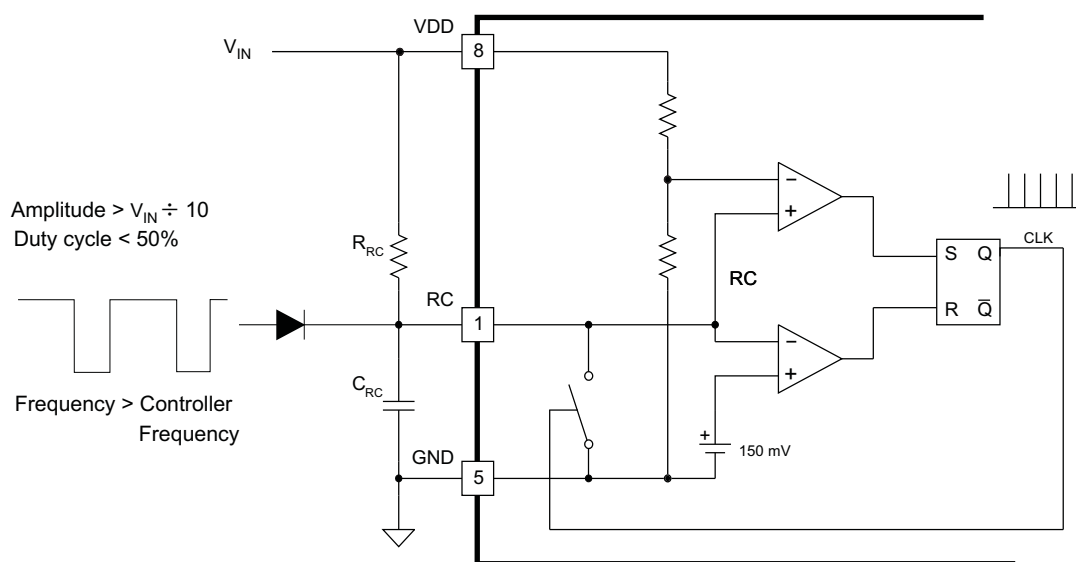 VDD
V_IN
8
Amplitude > V_IN ÷ 10
Duty cycle < 50%
R_RC
−
+
CLK
S Q
RC
RC
1
R Q̄
−
+
C_RC
Frequency > Controller
Frequency
+
150 mV
GND
5